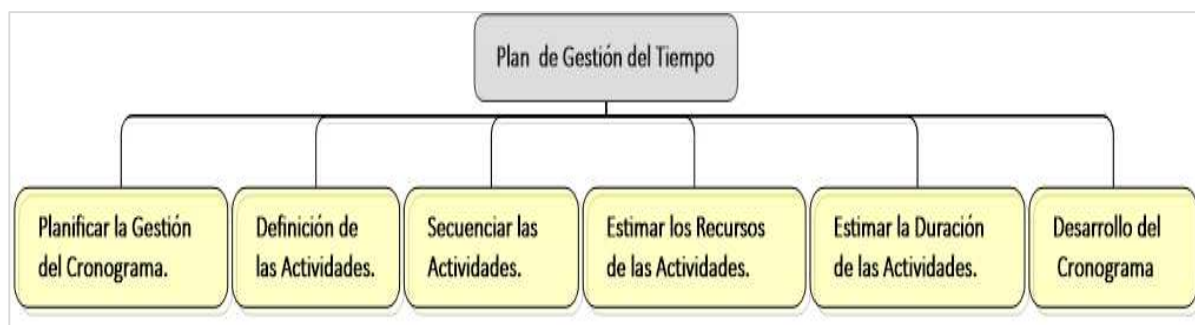 Plan de Gestión del Tiempo
Planificar la Gestión
del Cronograma.
Definición de
las Actividades.
Secuenciar las
Actividades.
Estimar los Recursos
de las Actividades.
Estimar la Duración
de las Actividades.
Desarrollo del
Cronograma